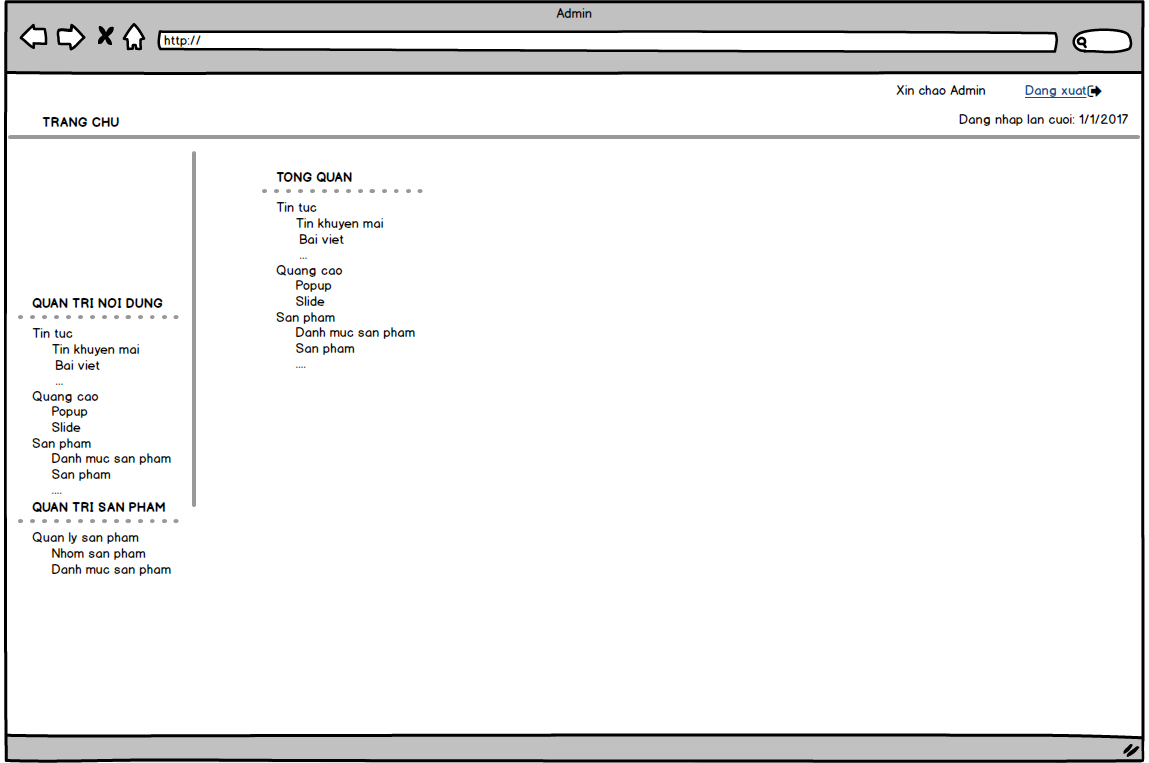 Admin
http://
Xin chao Admin
Dang xuat
TRANG CHU
Dang nhap lan cuoi: 1/1/2017
QUAN TRI NOI DUNG
Tin tuc
Tin khuyen mai
Bai viet
...
Quang cao
Popup
Slide
San pham
Danh muc san pham
San pham
....
QUAN TRI SAN PHAM
Quan ly san pham
Nhom san pham
Danh muc san pham
TONG QUAN
Tin tuc
Tin khuyen mai
Bai viet
...
Quang cao
Popup
Slide
San pham
Danh muc san pham
San pham
....